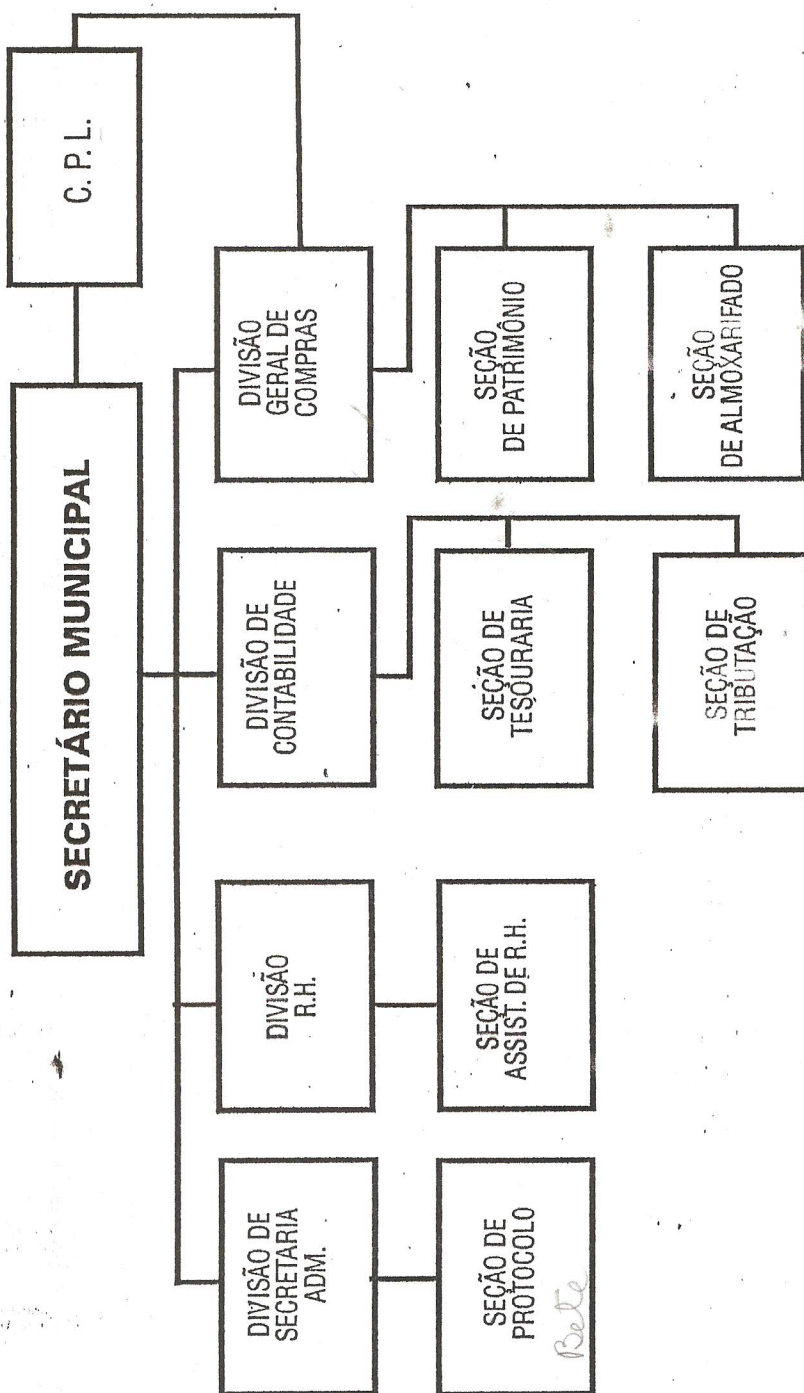 SECRETÁRIO MUNICIPAL
C. P. L.
DIVISÃO DE
SECRETARIA
ADM.
DIVISÃO
R.H.
DIVISÃO DE
CONTABILIDADE
DIVISÃO
GERAL DE
COMPRAS
SEÇÃO DE
PROTOCOLO
Bete
SEÇÃO DE
ASSIST. DE R.H.
SEÇÃO DE
TESOURARIA
SEÇÃO
DE PATRIMÔNIO
SEÇÃO DE
TRIBUTAÇÃO
SEÇÃO
DE ALMOXARIFADO